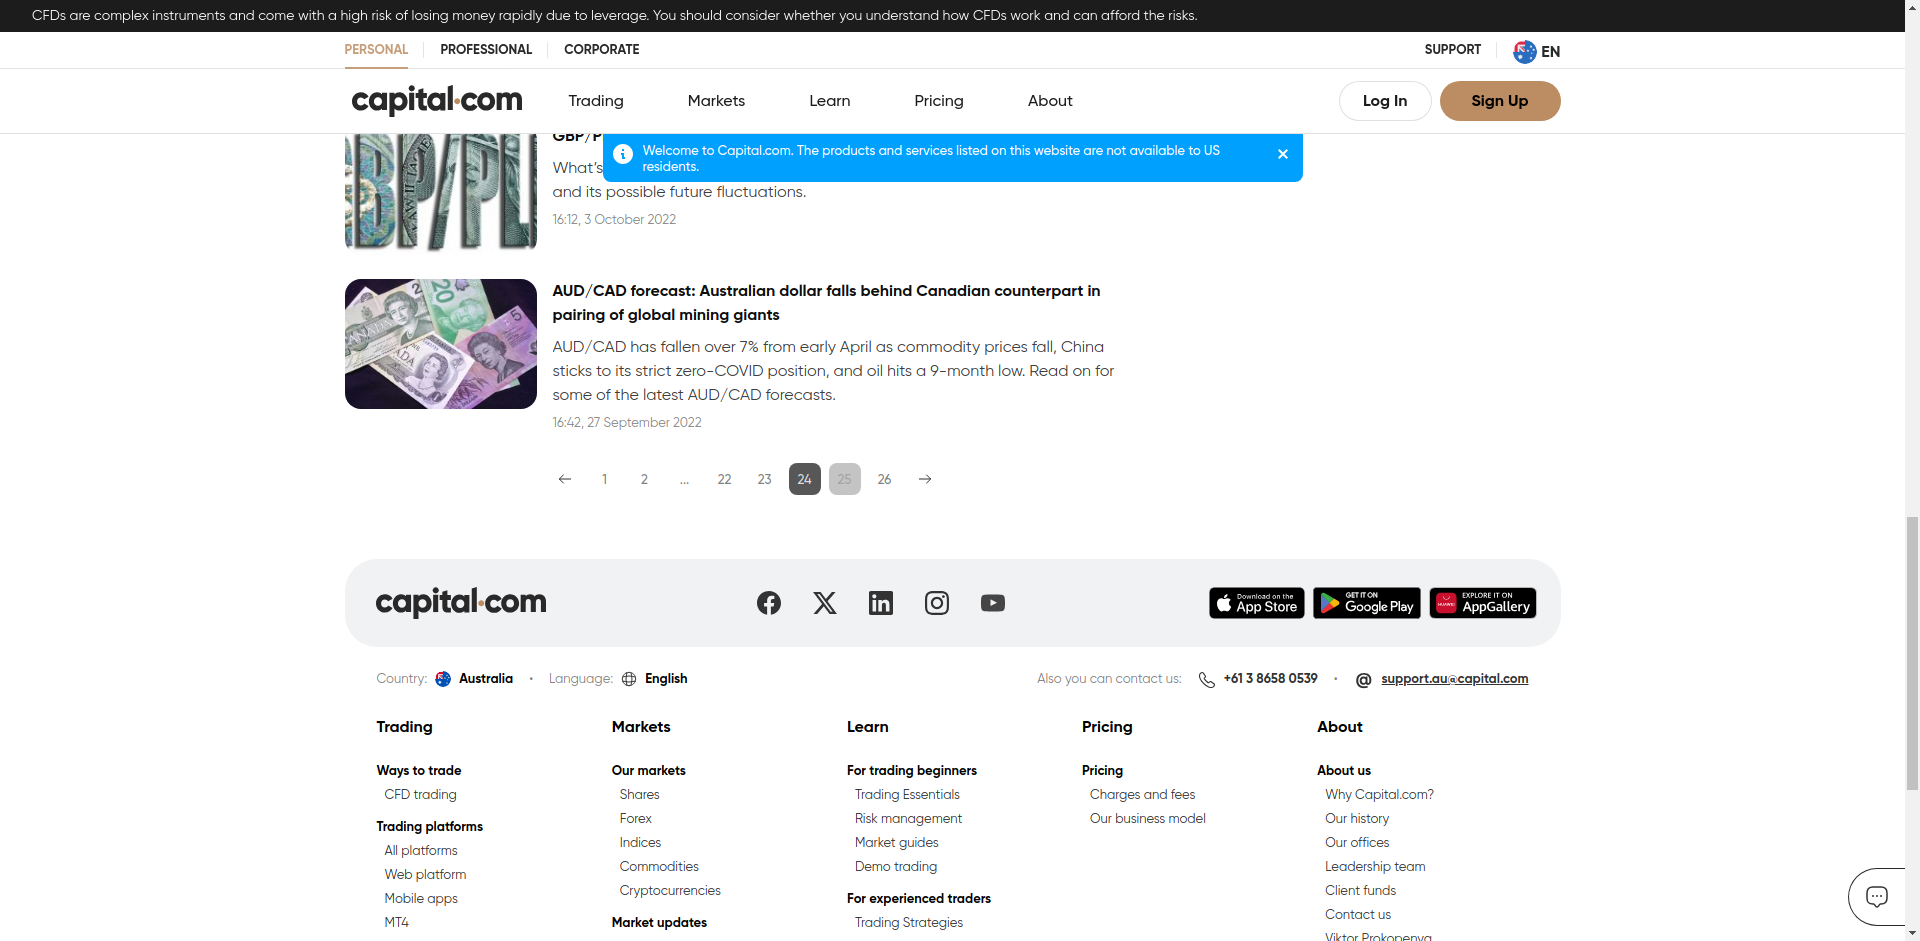 CFDs are complex instruments and come with a high risk of losing money rapidly due to leverage. You should consider whether you understand how CFDs work and can afford the risks.
PERSONAL
PROFESSIONAL
CORPORATE
SUPPORT
EN
capital.com
Trading
Markets
Learn
Pricing
About
Log In
Sign Up
GBP/P
Welcome to Capital.com. The products and services listed on this website are not available to US
residents.
What's
and its possible future fluctuations.
16:12, 3 October 2022
AUD/CAD forecast: Australian dollar falls behind Canadian counterpart in
pairing of global mining giants
AUD/CAD has fallen over 7% from early April as commodity prices fall, China
sticks to its strict zero-COVID position, and oil hits a 9-month low. Read on for
some of the latest AUD/CAD forecasts.
16:42, 27 September 2022
1 2 ... 22 23 24 25 26
capital.com
Download on the
App Store
GET IT ON
Google Play
EXPLORE IT ON
AppGallery
Country: Australia • Language: English
Also you can contact us: +61 3 8658 0539 • support.au@capital.com
Trading
Ways to trade
CFD trading
Trading platforms
All platforms
Web platform
Mobile apps
MT4
Markets
Our markets
Shares
Forex
Indices
Commodities
Cryptocurrencies
Market updates
Learn
For trading beginners
Trading Essentials
Risk management
Market guides
Demo trading
For experienced traders
Trading Strategies
Pricing
Pricing
Charges and fees
Our business model
About
About us
Why Capital.com?
Our history
Our offices
Leadership team
Client funds
Contact us
Viktor Prokopenya